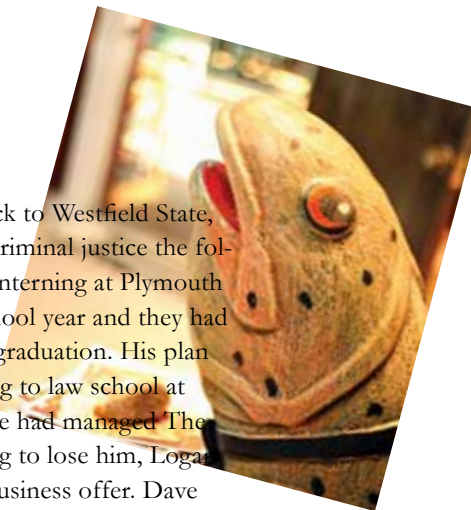 ck to Westfield State,
riminal justice the fol-
nterning at Plymouth
ool year and they had
graduation. His plan
g to law school at
e had managed The
g to lose him, Logan
usiness offer. Dave